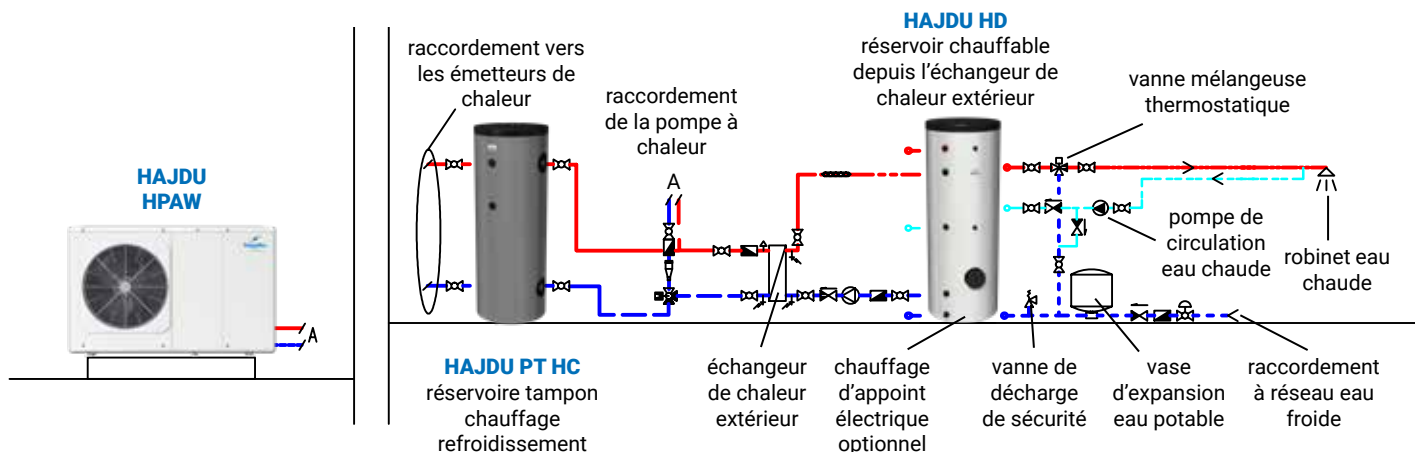 HAJDU
HPAW
A
raccordement vers
les émetteurs de
chaleur
raccordement
de la pompe à
chaleur
A
HAJDU HD
réservoir chauffable
depuis l'échangeur de
chaleur extérieur
vanne mélangeuse
thermostatique
pompe de
circulation
eau chaude
robinet eau
chaude
HAJDU PT HC
réservoire tampon
chauffage
refroidissement
échangeur
de chaleur
extérieur
chauffage
d'appoint
électrique
optionnel
vanne de
décharge
de sécurité
vase
d'expansion
eau potable
raccordement
à réseau eau
froide